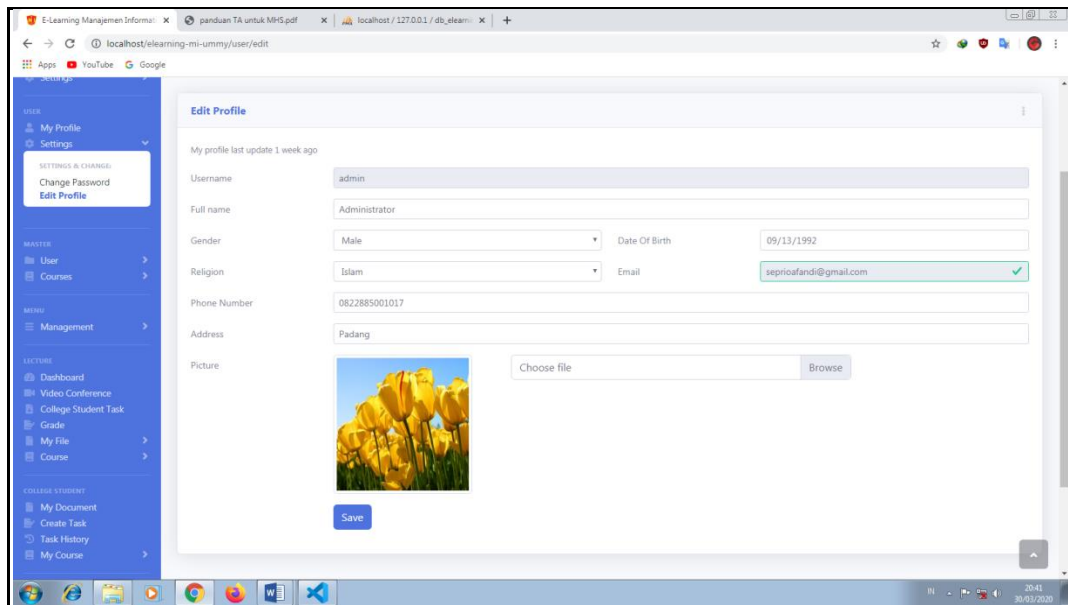 E-Learning Manajemen Informati
panduan TA untuk MHS.pdf
localhost / 127.0.0.1 / db_elearni
localhost/elearning-mi-ummy/user/edit
Apps YouTube Google
Settings
USER
My Profile
Settings
SETTINGS & CHANGE:
Change Password
Edit Profile
MASTER
User
Courses
MENU
Management
LECTURE
Dashboard
Video Conference
College Student Task
Grade
My File
Course
COLLEGE STUDENT
My Document
Create Task
Task History
My Course
Edit Profile
My profile last update 1 week ago
Username admin
Full name Administrator
Gender Male Date Of Birth 09/13/1992
Religion Islam Email seprioafandi@gmail.com
Phone Number 0822885001017
Address Padang
Picture Choose file Browse
Save
IN 20:41
30/03/2020